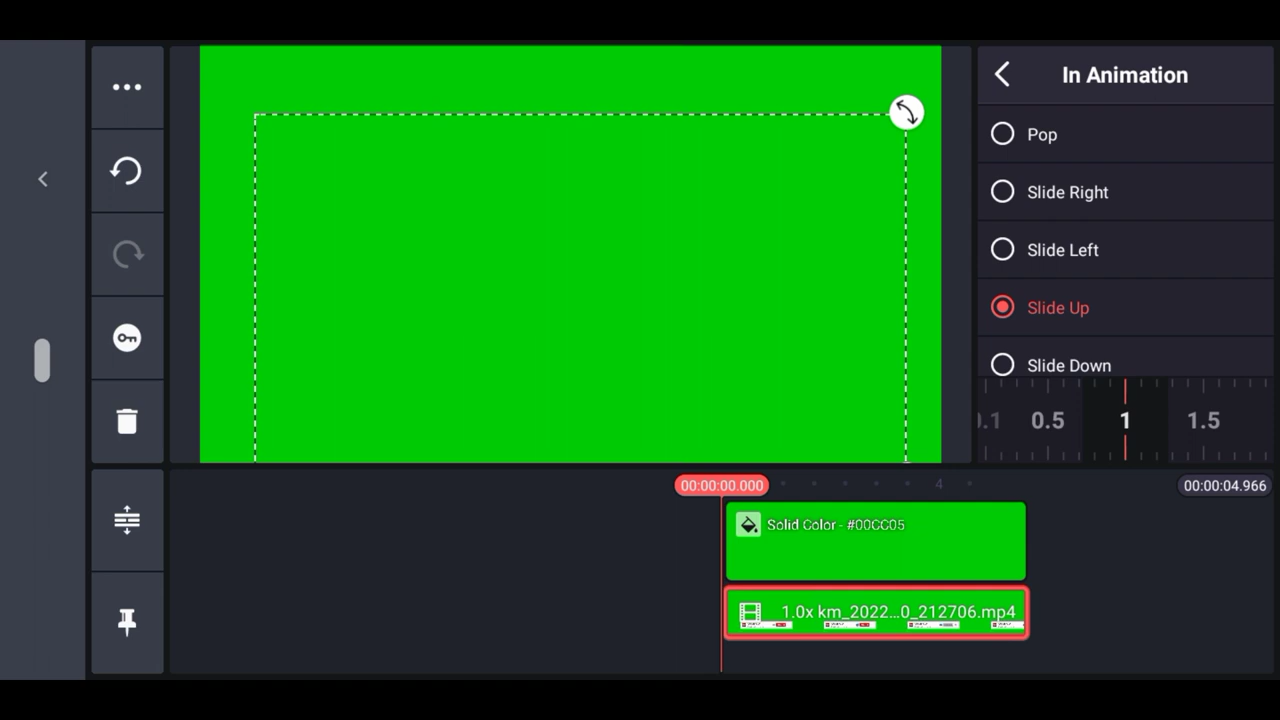 In Animation
Pop
Slide Right
Slide Left
Slide Up
Slide Down
0.5 1 1.5
00:00:00.000 4 00:00:04.966
Solid Color - #00CC05
1.0x km_2022...0_212706.mp4